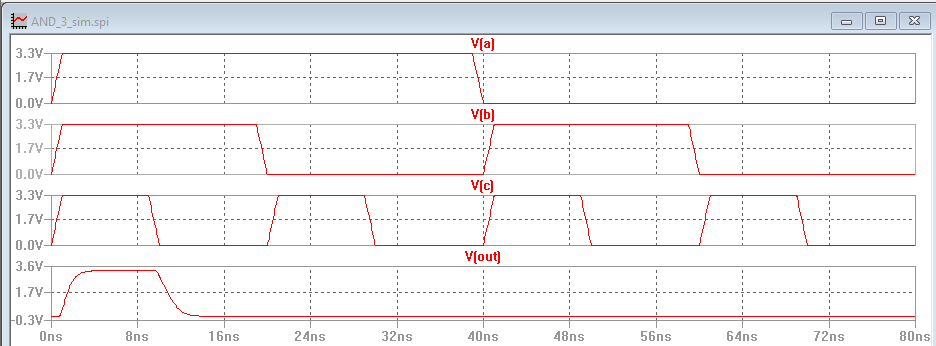 AND_3_sim.spi
V(a)
3.3V
1.7V
0.0V
V(b)
3.3V
1.7V
0.0V
V(c)
3.3V
1.7V
0.0V
V(out)
3.6V
1.7V
-0.3V
0ns 8ns 16ns 24ns 32ns 40ns 48ns 56ns 64ns 72ns 80ns